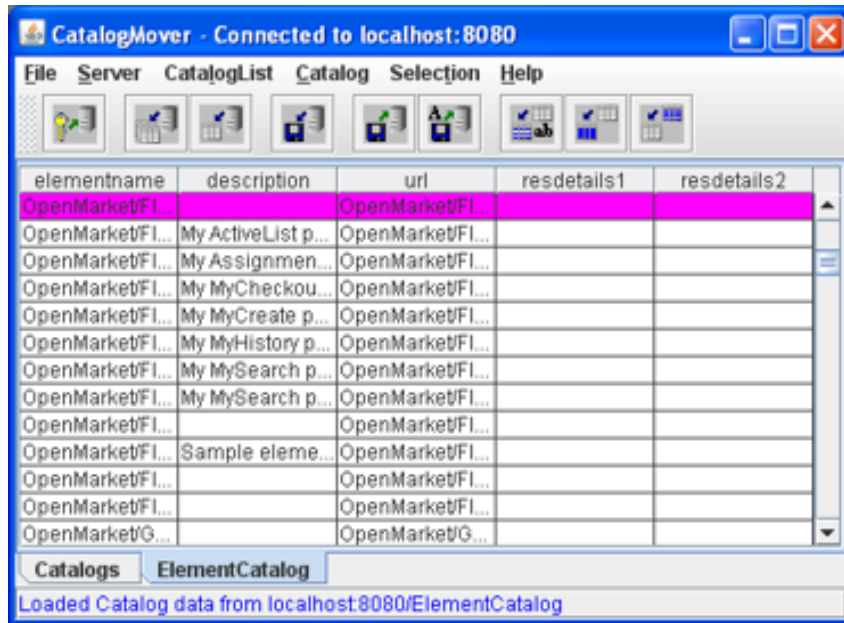 CatalogMover - Connected to localhost:8080
File Server CatalogList Catalog Selection Help
A ab
elementname description url resdetails1 resdetails2
OpenMarket/Fl... OpenMarket/Fl...
OpenMarket/Fl... My ActiveList p... OpenMarket/Fl...
OpenMarket/Fl... My Assignmen... OpenMarket/Fl...
OpenMarket/Fl... My MyCheckou... OpenMarket/Fl...
OpenMarket/Fl... My MyCreate p... OpenMarket/Fl...
OpenMarket/Fl... My MyHistory p... OpenMarket/Fl...
OpenMarket/Fl... My MySearch p... OpenMarket/Fl...
OpenMarket/Fl... My MySearch p... OpenMarket/Fl...
OpenMarket/Fl... OpenMarket/Fl...
OpenMarket/Fl... Sample eleme... OpenMarket/Fl...
OpenMarket/Fl... OpenMarket/Fl...
OpenMarket/Fl... OpenMarket/Fl...
OpenMarket/G... OpenMarket/G...
Catalogs ElementCatalog
Loaded Catalog data from localhost:8080/ElementCatalog